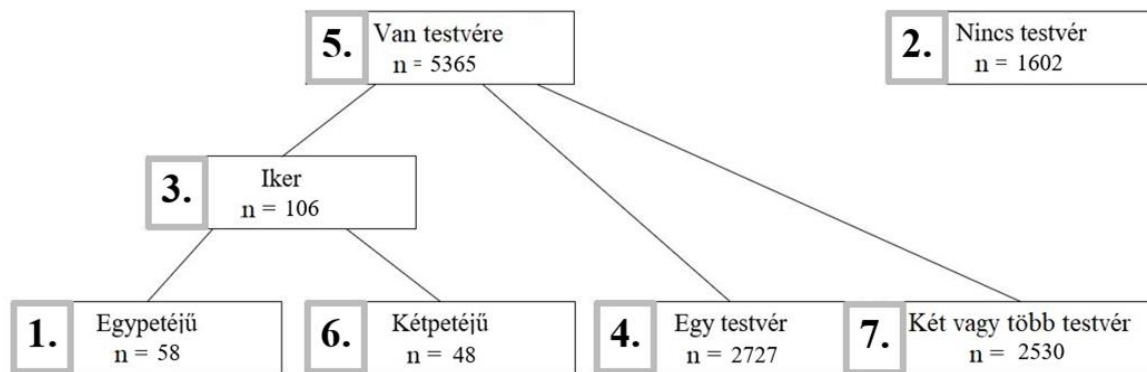 5. Van testvére
n = 5365
2. Nincs testvér
n = 1602
3. Iker
n = 106
1. Egypetéjű
n = 58
6. Kétpetéjű
n = 48
4. Egy testvér
n = 2727
7. Két vagy több testvér
n = 2530